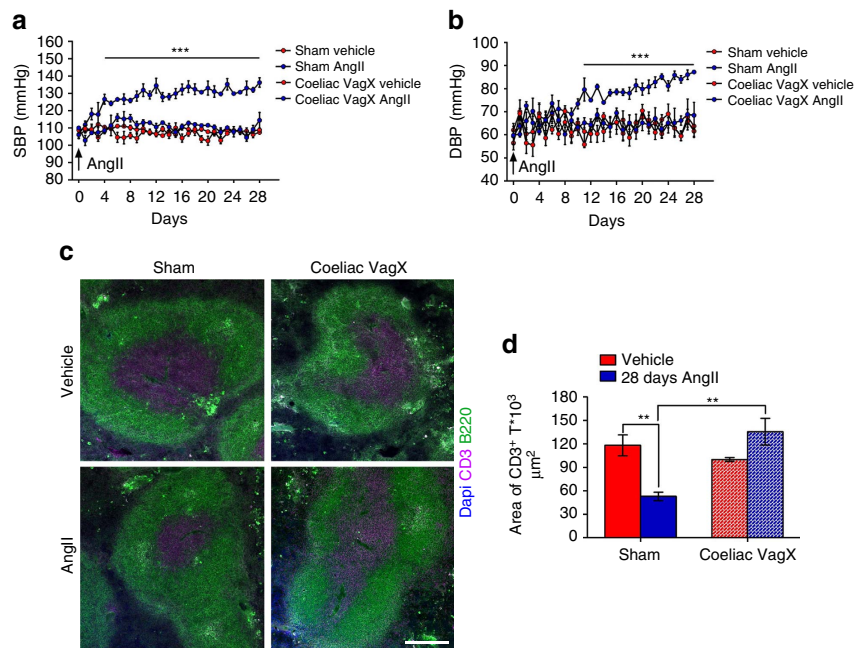 a
160
150
140
130
120
110
100
90
80
SBP (mmHg)
AngII
0 4 8 12 16 20 24 28
Days
***
Sham vehicle
Sham AngII
Coeliac VagX vehicle
Coeliac VagX AngII
b
100
90
80
70
60
50
40
DBP (mmHg)
AngII
0 4 8 12 16 20 24 28
Days
***
Sham vehicle
Sham AngII
Coeliac VagX vehicle
Coeliac VagX AngII
c
Sham Coeliac VagX
Vehicle
AngII
Dapi CD3 B220
d
Vehicle
28 days AngII
180
150
120
90
60
30
0
Area of CD3⁺ T*10³
μm²
**
**
Sham Coeliac VagX